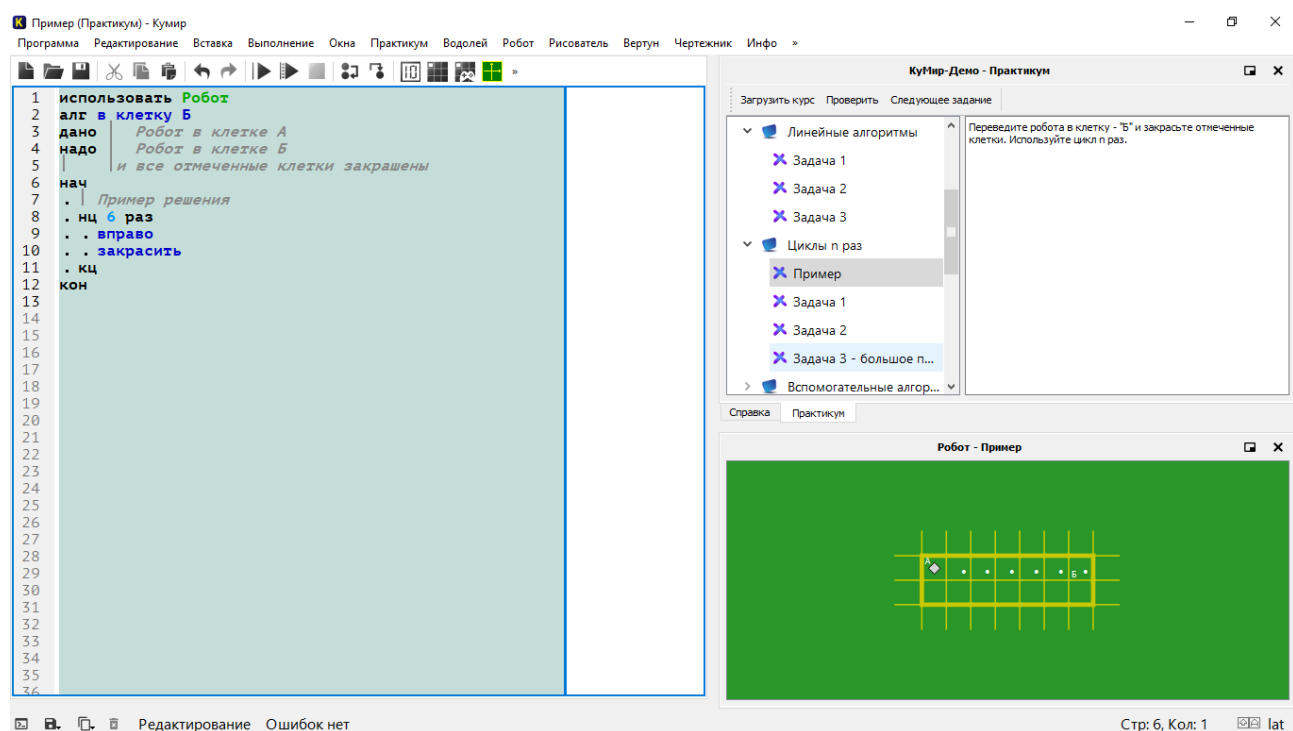 Пример (Практикум) - Кумир
Программа Редактирование Вставка Выполнение Окна Практикум Водолей Робот Рисователь Вертун Чертежник Инфо »
»
1 использовать Робот
2 алг в клетку Б
3 дано | Робот в клетке А
4 надо | Робот в клетке Б
5 | |и все отмеченные клетки закрашены
6 нач
7 . | Пример решения
8 . нц 6 раз
9 . . вправо
10 . . закрасить
11 . кц
12 кон
13
14
15
16
17
18
19
20
21
22
23
24
25
26
27
28
29
30
31
32
33
34
35
36
КуМир-Демо - Практикум
Загрузить курс Проверить Следующее задание
Линейные алгоритмы
Задача 1
Задача 2
Задача 3
Циклы n раз
Пример
Задача 1
Задача 2
Задача 3 - большое п...
Вспомогательные алгор...
Переведите робота в клетку - "Б" и закрасьте отмеченные
клетки. Используйте цикл n раз.
Справка Практикум
Робот - Пример
А
Б
Редактирование Ошибок нет
Стр: 6, Кол: 1 lat